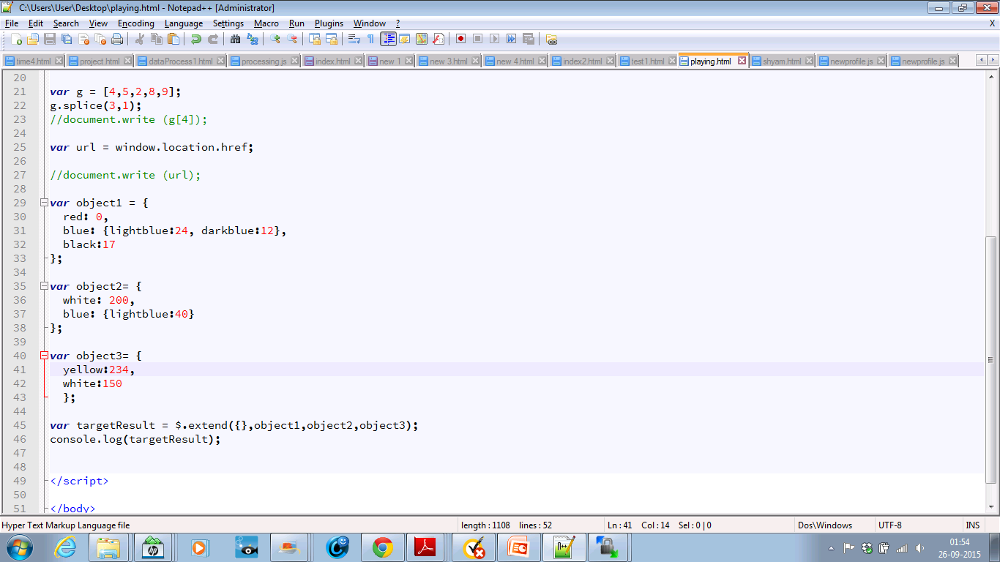 C:\Users\User\Desktop\playing.html - Notepad++ [Administrator]
File Edit Search View Encoding Language Settings Macro Run Plugins Window ? X
time4.html project.html dataProcess1.html processing.js index.html new 1 new 3.html new 4.html index2.html test1.html playing.html shyam.html newprofile.js newprofile.js
20
21 var g = [4,5,2,8,9];
22 g.splice(3,1);
23 //document.write (g[4]);
24
25 var url = window.location.href;
26
27 //document.write (url);
28
29 var object1 = {
30 red: 0,
31 blue: {lightblue:24, darkblue:12},
32 black:17
33 };
34
35 var object2= {
36 white: 200,
37 blue: {lightblue:40}
38 };
39
40 var object3= {
41 yellow:234,
42 white:150
43 };
44
45 var targetResult = $.extend({},object1,object2,object3);
46 console.log(targetResult);
47
48
49 </script>
50
51 </body>
Hyper Text Markup Language file length : 1108 lines : 52 Ln : 41 Col : 14 Sel : 0 | 0 Dos\Windows UTF-8 INS
01:54
26-09-2015